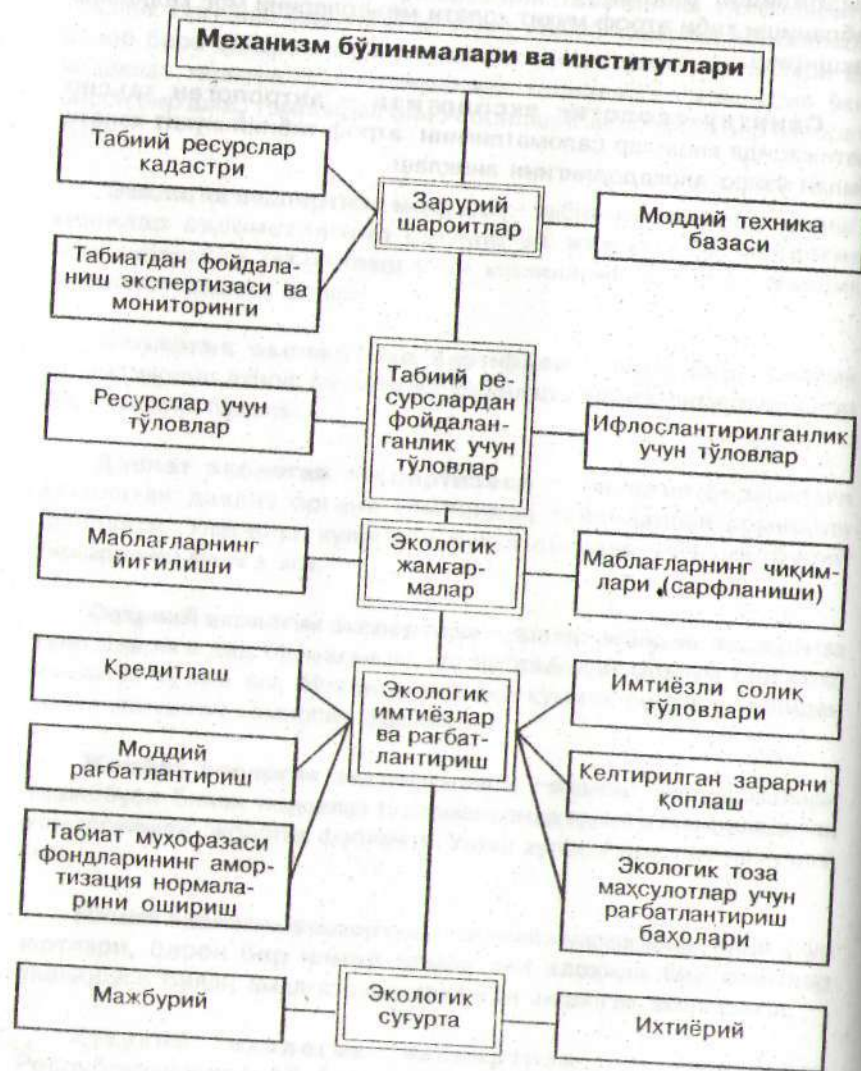 Механизм бўлинмалари ва институтлари
Табиий ресурслар
кадастри
Зарурий
шароитлар
Моддий техника
базаси
Табиатдан фойдала-
ниш экспертизаси ва
мониторинги
Ресурслар учун
тўловлар
Табиий ре-
сурслардан
фойдалан-
ганлик учун
тўловлар
Ифлослантирилганлик
учун тўловлар
Маблағларнинг
йиғилиши
Экологик
жамғар-
малар
Маблағларнинг чиқим-
лари (сарфланиши)
Кредитлаш
Моддий
рағбатлантириш
Табиат муҳофазаси
фондларининг амор-
тизация нормала-
рини ошириш
Экологик
имтиёзлар
ва рағбат-
лантириш
Имтиёзли солиқ
тўловлари
Келтирилган зарарни
қоплаш
Экологик тоза
маҳсулотлар учун
рағбатлантириш
баҳолари
Мажбурий
Экологик
суғурта
Ихтиёрий